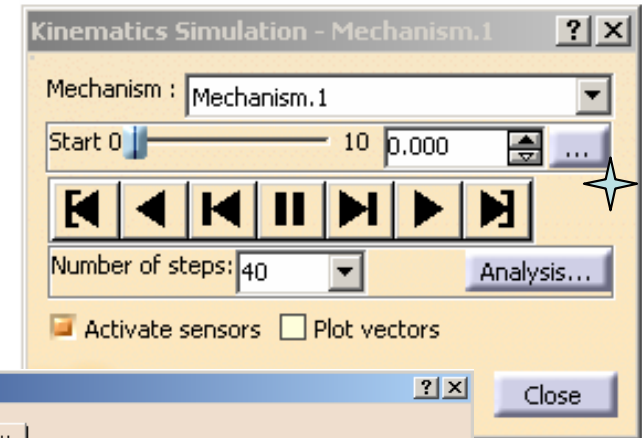 Kinematics Simulation - Mechanism.1 ? X
Mechanism : Mechanism.1
Start 0 10 0.000 ...
Number of steps: 40 Analysis...
Activate sensors Plot vectors
? X
Close